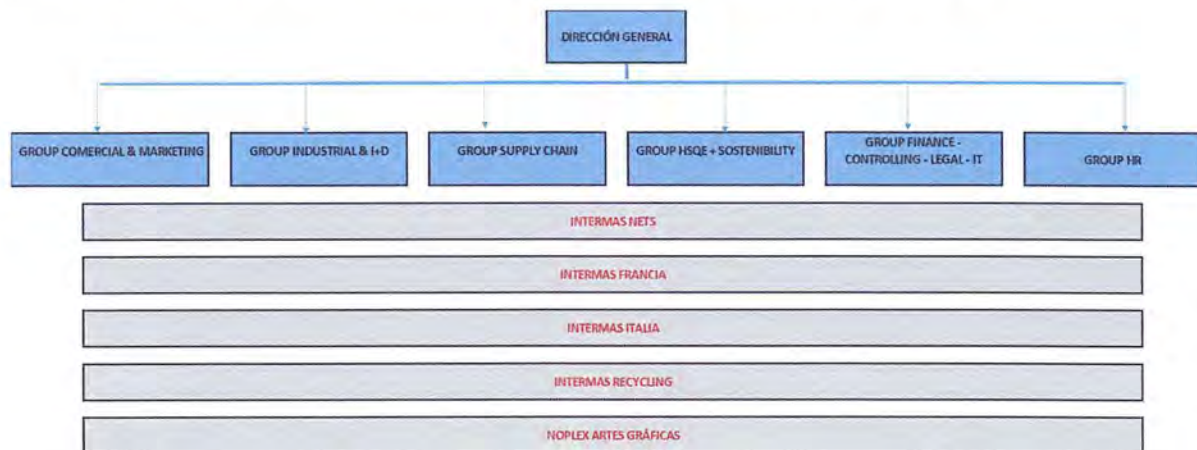 DIRECCIÓN GENERAL
GROUP COMERCIAL & MARKETING
GROUP INDUSTRIAL & I+D
GROUP SUPPLY CHAIN
GROUP HSQE + SOSTENIBILITY
GROUP FINANCE -
CONTROLLING - LEGAL - IT
GROUP HR
INTERMAS NETS
INTERMAS FRANCIA
INTERMAS ITALIA
INTERMAS RECYCLING
NOPLEX ARTES GRÁFICAS